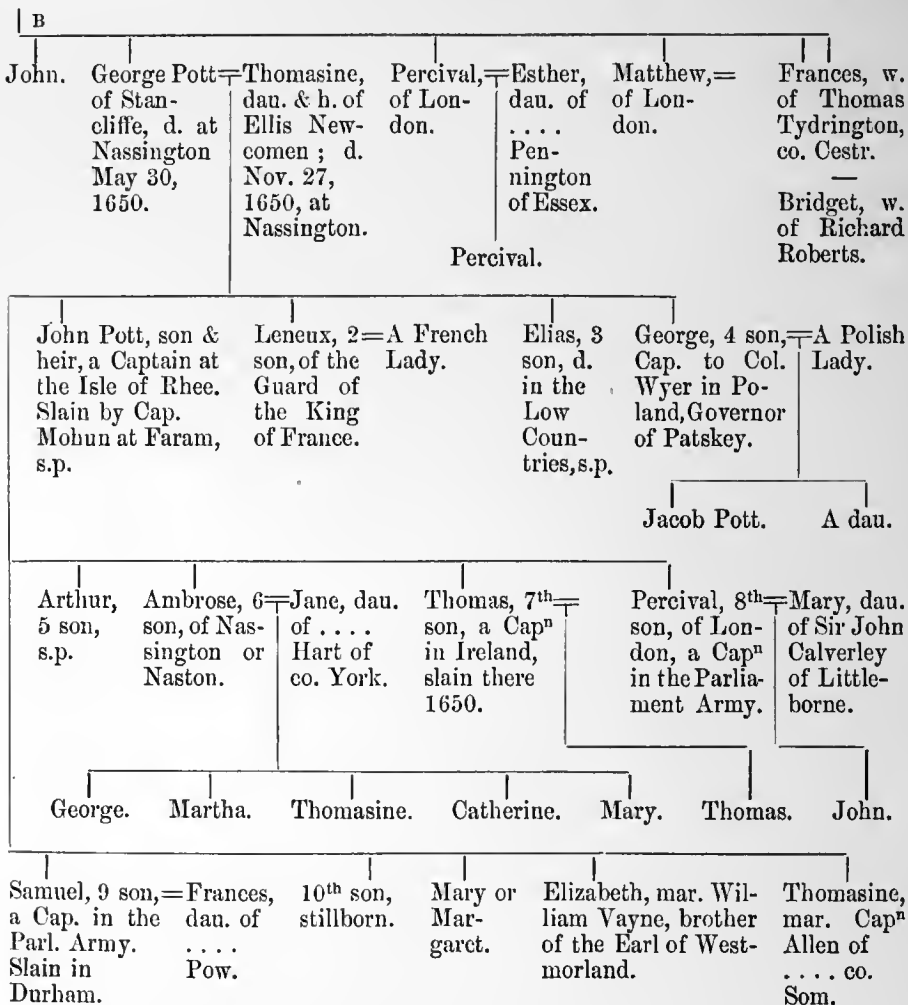 B
John.
George Pott
of Stan-
cliffe, d. at
Nassington
May 30,
1650.
Thomasine,
dau. & h. of
Ellis New-
comen ; d.
Nov. 27,
1650, at
Nassington.
Percival,
of Lon-
don.
Esther,
dau. of
. . . .
Pen-
nington
of Essex.
Matthew,=
of Lon-
don.
Frances, w.
of Thomas
Tydrington,
co. Cestr.
—
Bridget, w.
of Richard
Roberts.
Percival.
John Pott, son &
heir, a Captain at
the Isle of Rhee.
Slain by Cap.
Mohun at Faram,
s.p.
Leneux, 2=
son, of the
Guard of
the King
of France.
A French
Lady.
Elias, 3
son, d.
in the
Low
Coun-
tries, s.p.
George, 4 son,=
Cap. to Col.
Wyer in Po-
land, Governor
of Patskey.
A Polish
Lady.
Jacob Pott.
A dau.
Arthur,
5 son,
s.p.
Ambrose, 6=
son, of Nas-
sington or
Naston.
Jane, dau.
of . . . .
Hart of
co. York.
Thomas, 7th=
son, a Capn
in Ireland,
slain there
1650.
Percival, 8th=
son, of Lon-
don, a Capn
in the Parlia-
ment Army.
Mary, dau.
of Sir John
Calverley
of Little-
borne.
George.
Martha.
Thomasine.
Catherine.
Mary.
Thomas.
John.
Samuel, 9 son,=
a Cap. in the
Parl. Army.
Slain in
Durham.
Frances,
dau. of
. . . .
Pow.
10th son,
stillborn.
Mary or
Mar-
garet.
Elizabeth, mar. Wil-
liam Vayne, brother
of the Earl of West-
morland.
Thomasine,
mar. Capn
Allen of
. . . . co.
Som.